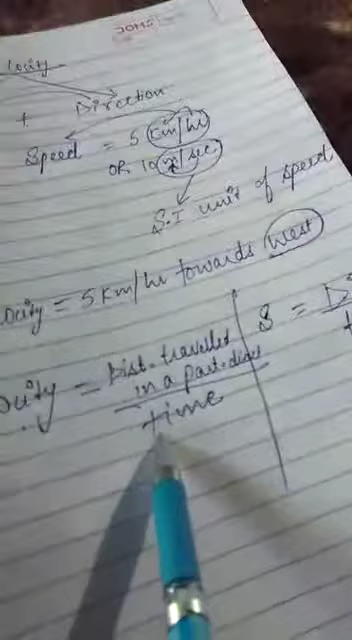 locity
+ Direction
Speed = 5 Km/hr
OR 10 m/sec
S.I unit of speed
ocity = 5 Km/hr towards west
ocity = Dist. travelled
in a part. direc
time
S = D
t